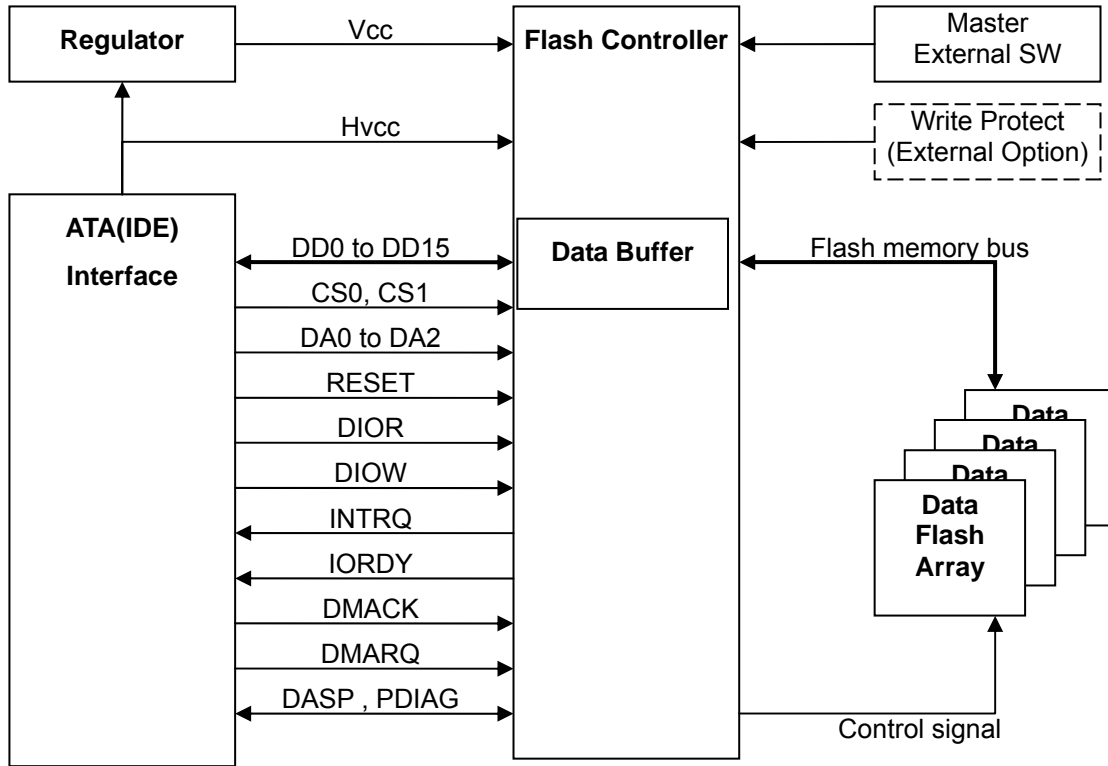 Regulator
Vcc
Flash Controller
Master
External SW
Hvcc
Write Protect
(External Option)
ATA(IDE)
Interface
DD0 to DD15
Data Buffer
Flash memory bus
CS0, CS1
DA0 to DA2
RESET
DIOR
DIOW
INTRQ
IORDY
DMACK
DMARQ
DASP , PDIAG
Data
Data
Data
Data
Flash
Array
Control signal